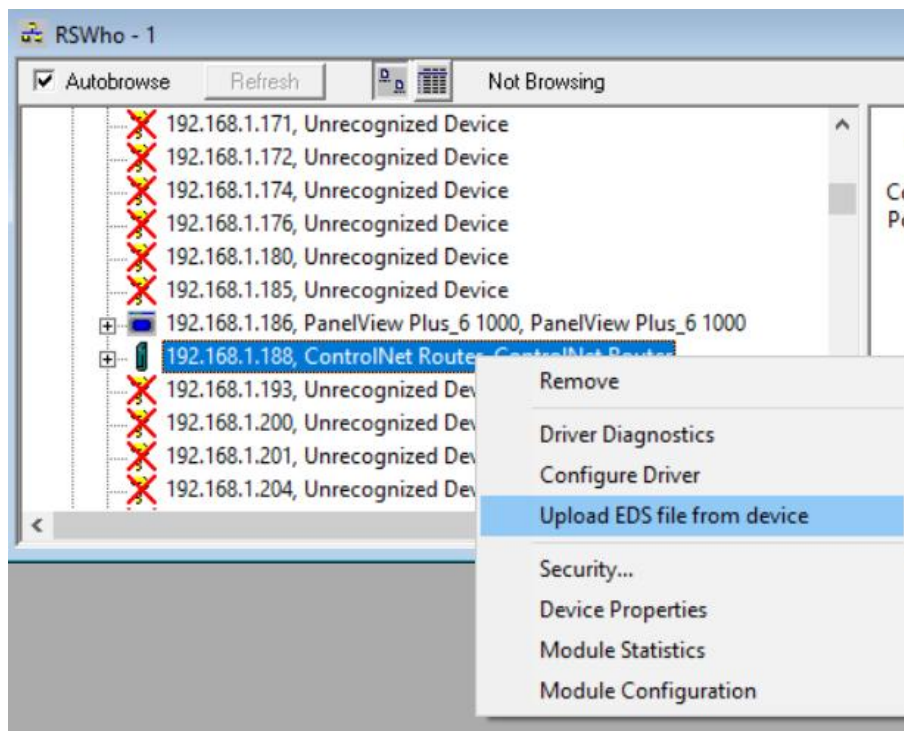 RSWho - 1
Autobrowse Refresh Not Browsing
192.168.1.171, Unrecognized Device
192.168.1.172, Unrecognized Device
192.168.1.174, Unrecognized Device
192.168.1.176, Unrecognized Device
192.168.1.180, Unrecognized Device
192.168.1.185, Unrecognized Device
192.168.1.186, PanelView Plus_6 1000, PanelView Plus_6 1000
192.168.1.188, ControlNet Router, ControlNet Router
192.168.1.193, Unrecognized Dev
192.168.1.200, Unrecognized Dev
192.168.1.201, Unrecognized Dev
192.168.1.204, Unrecognized Dev
Remove
Driver Diagnostics
Configure Driver
Upload EDS file from device
Security...
Device Properties
Module Statistics
Module Configuration